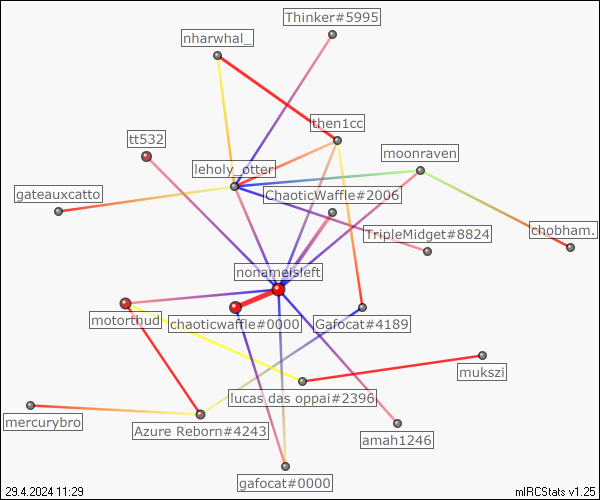 Thinker#5995
nharwhal_
then1cc
tt532
moonraven
leholy_otter
gateauxcatto
ChaoticWaffle#2006
TripleMidget#8824
chobham.
nonameisleft
motorthud
chaoticwaffle#0000
Gafocat#4189
mukszi
lucas das oppai#2396
mercurybro
Azure Reborn#4243
amah1246
gafocat#0000
29.4.2024 11:29
mIRCStats v1.25